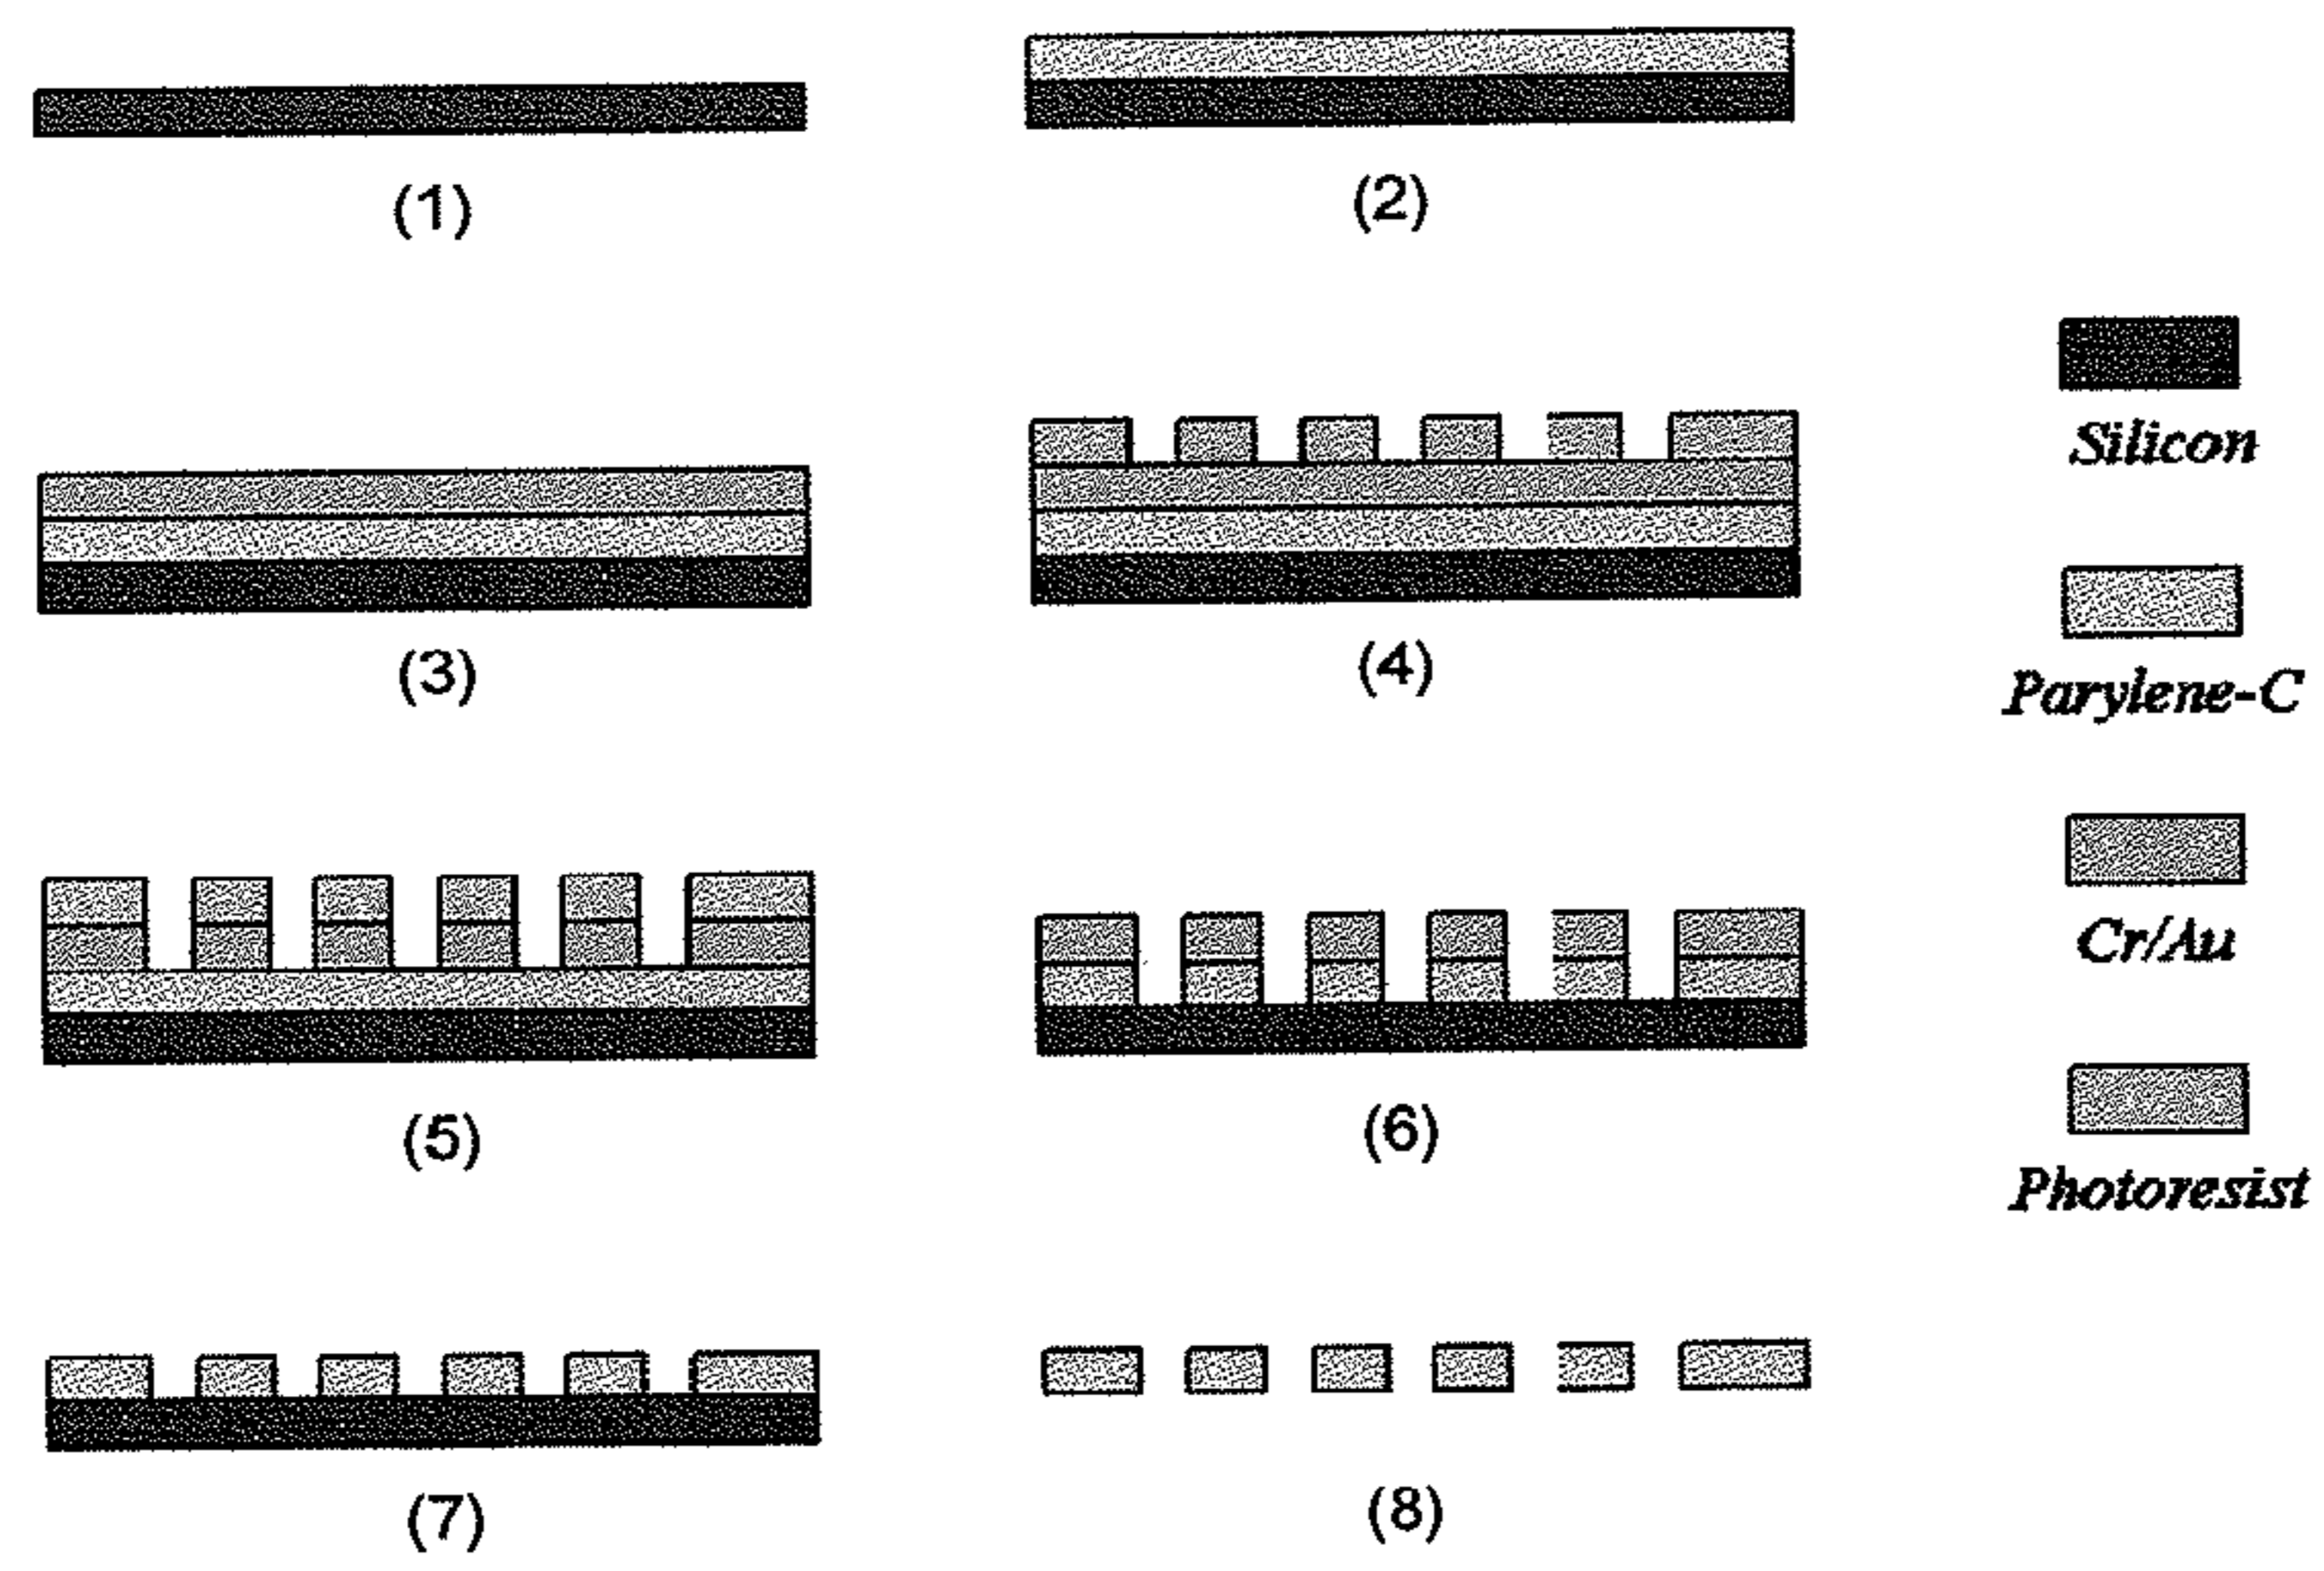 (1)
(2)
(3)
(4)
(5)
(6)
(7)
(8)
Silicon
Parylene-C
Cr/Au
Photoresist